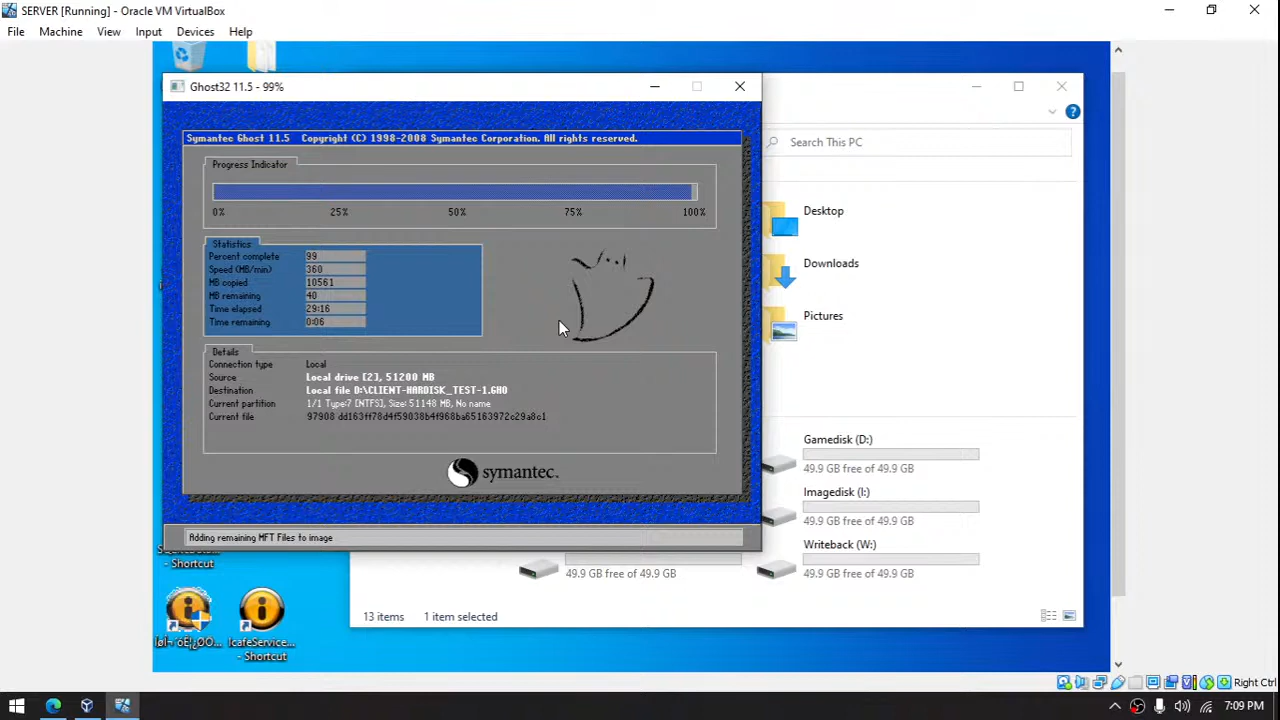 SERVER [Running] - Oracle VM VirtualBox
File Machine View Input Devices Help
Ghost32 11.5 - 99%
Symantec Ghost 11.5 Copyright (C) 1998-2008 Symantec Corporation. All rights reserved.
Progress Indicator
0% 25% 50% 75% 100%
Statistics
Percent complete 99
Speed (MB/min) 360
MB copied 10561
MB remaining 40
Time elapsed 29:16
Time remaining 0:06
Details
Connection type Local
Source Local drive [2], 51200 MB
Destination Local file D:\CLIENT-HARDISK_TEST-1.GHO
Current partition 1/1 Type:7 [NTFS], Size: 51148 MB, No name
Current file 97908 dd163ff78d4f59038b4f968ba65163972c29a8c1
symantec.
Adding remaining MFT Files to image
Search This PC
Desktop
Downloads
Pictures
Gamedisk (D:)
49.9 GB free of 49.9 GB
Imagedisk (I:)
49.9 GB free of 49.9 GB
Writeback (W:)
49.9 GB free of 49.9 GB
49.9 GB free of 49.9 GB
13 items 1 item selected
- Shortcut
IcafeService...
- Shortcut
Right Ctrl
7:09 PM